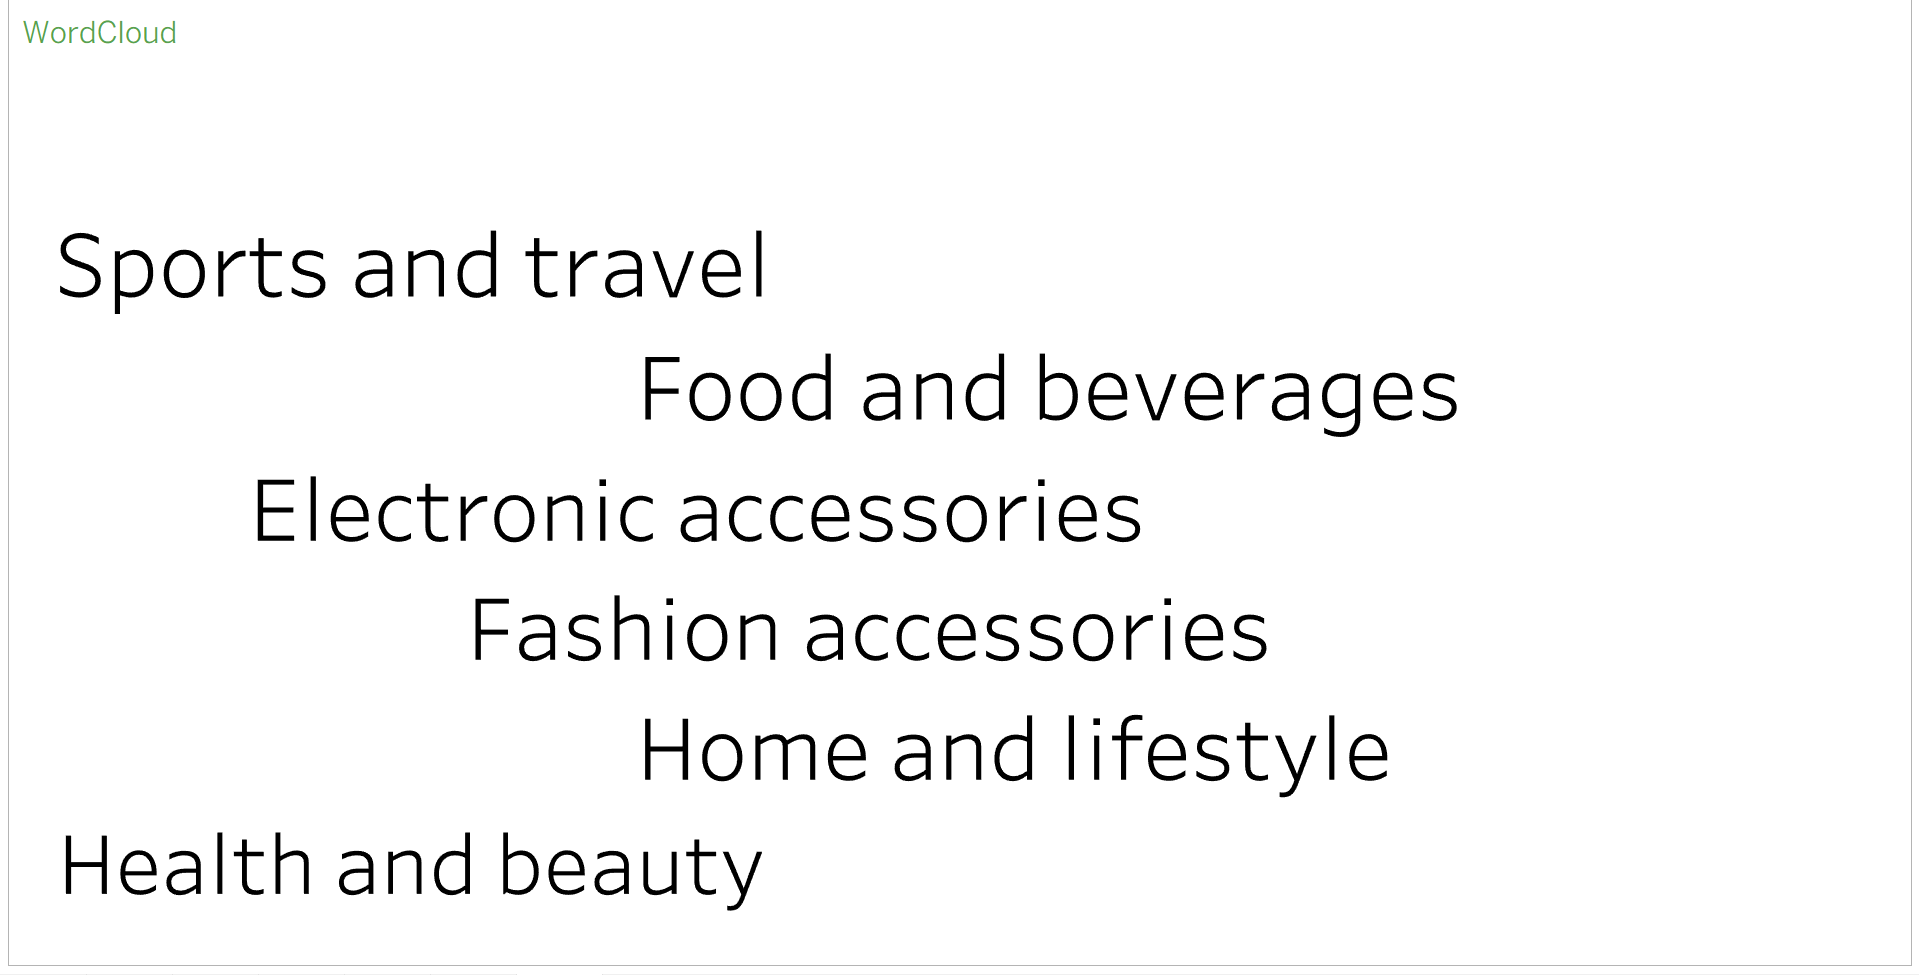 WordCloud
Sports and travel
Food and beverages
Electronic accessories
Fashion accessories
Home and lifestyle
Health and beauty